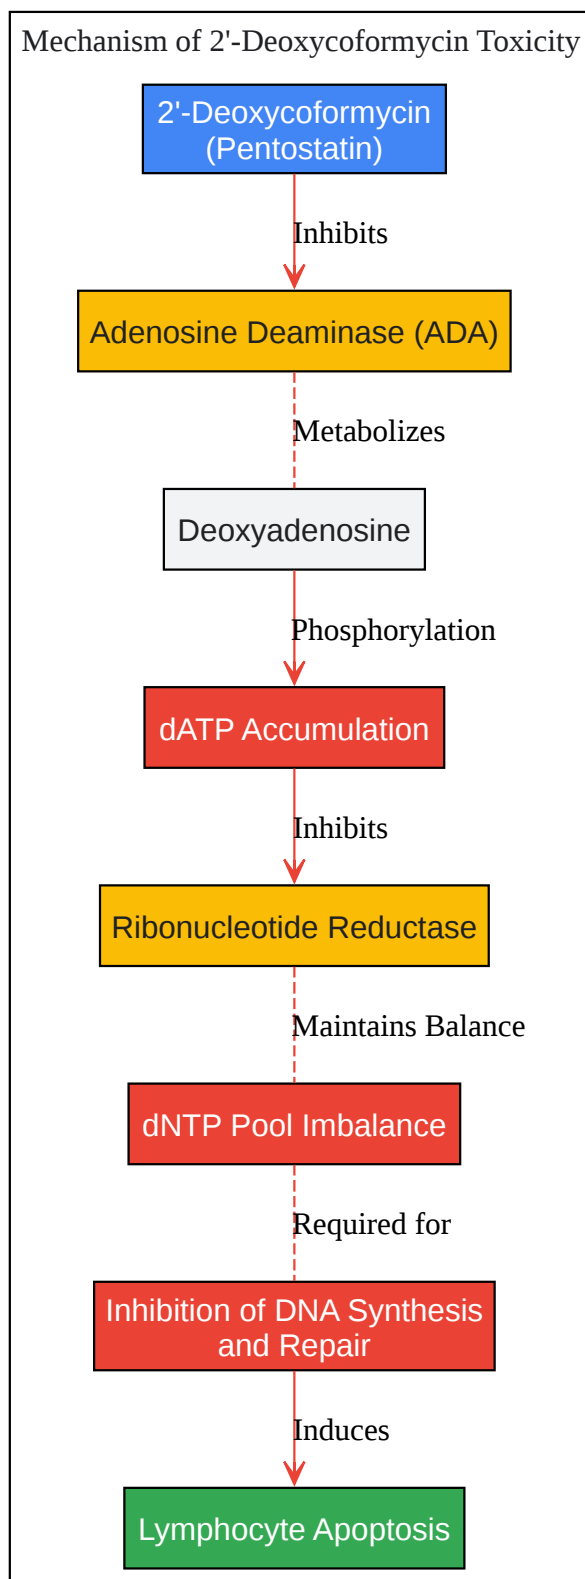 Mechanism of 2'-Deoxycoformycin Toxicity
2'-Deoxycoformycin
(Pentostatin)
Inhibits
Adenosine Deaminase (ADA)
Metabolizes
Deoxyadenosine
Phosphorylation
dATP Accumulation
Inhibits
Ribonucleotide Reductase
Maintains Balance
dNTP Pool Imbalance
Required for
Inhibition of DNA Synthesis
and Repair
Induces
Lymphocyte Apoptosis